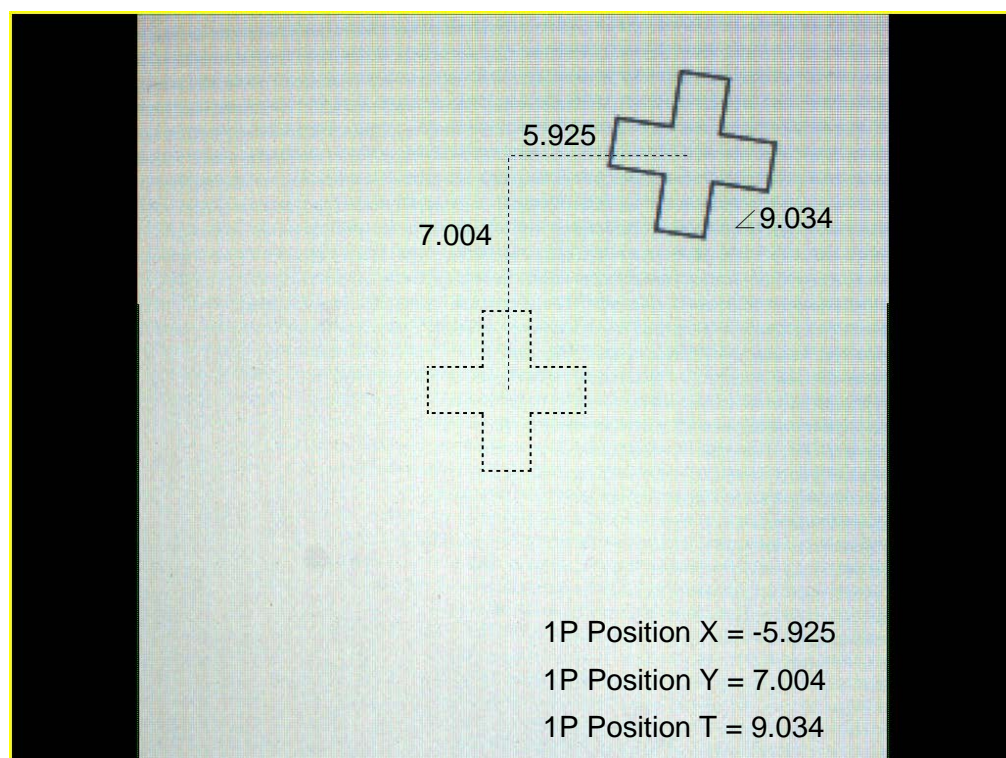 5.925
7.004
∠9.034
1P Position X = -5.925
1P Position Y = 7.004
1P Position T = 9.034